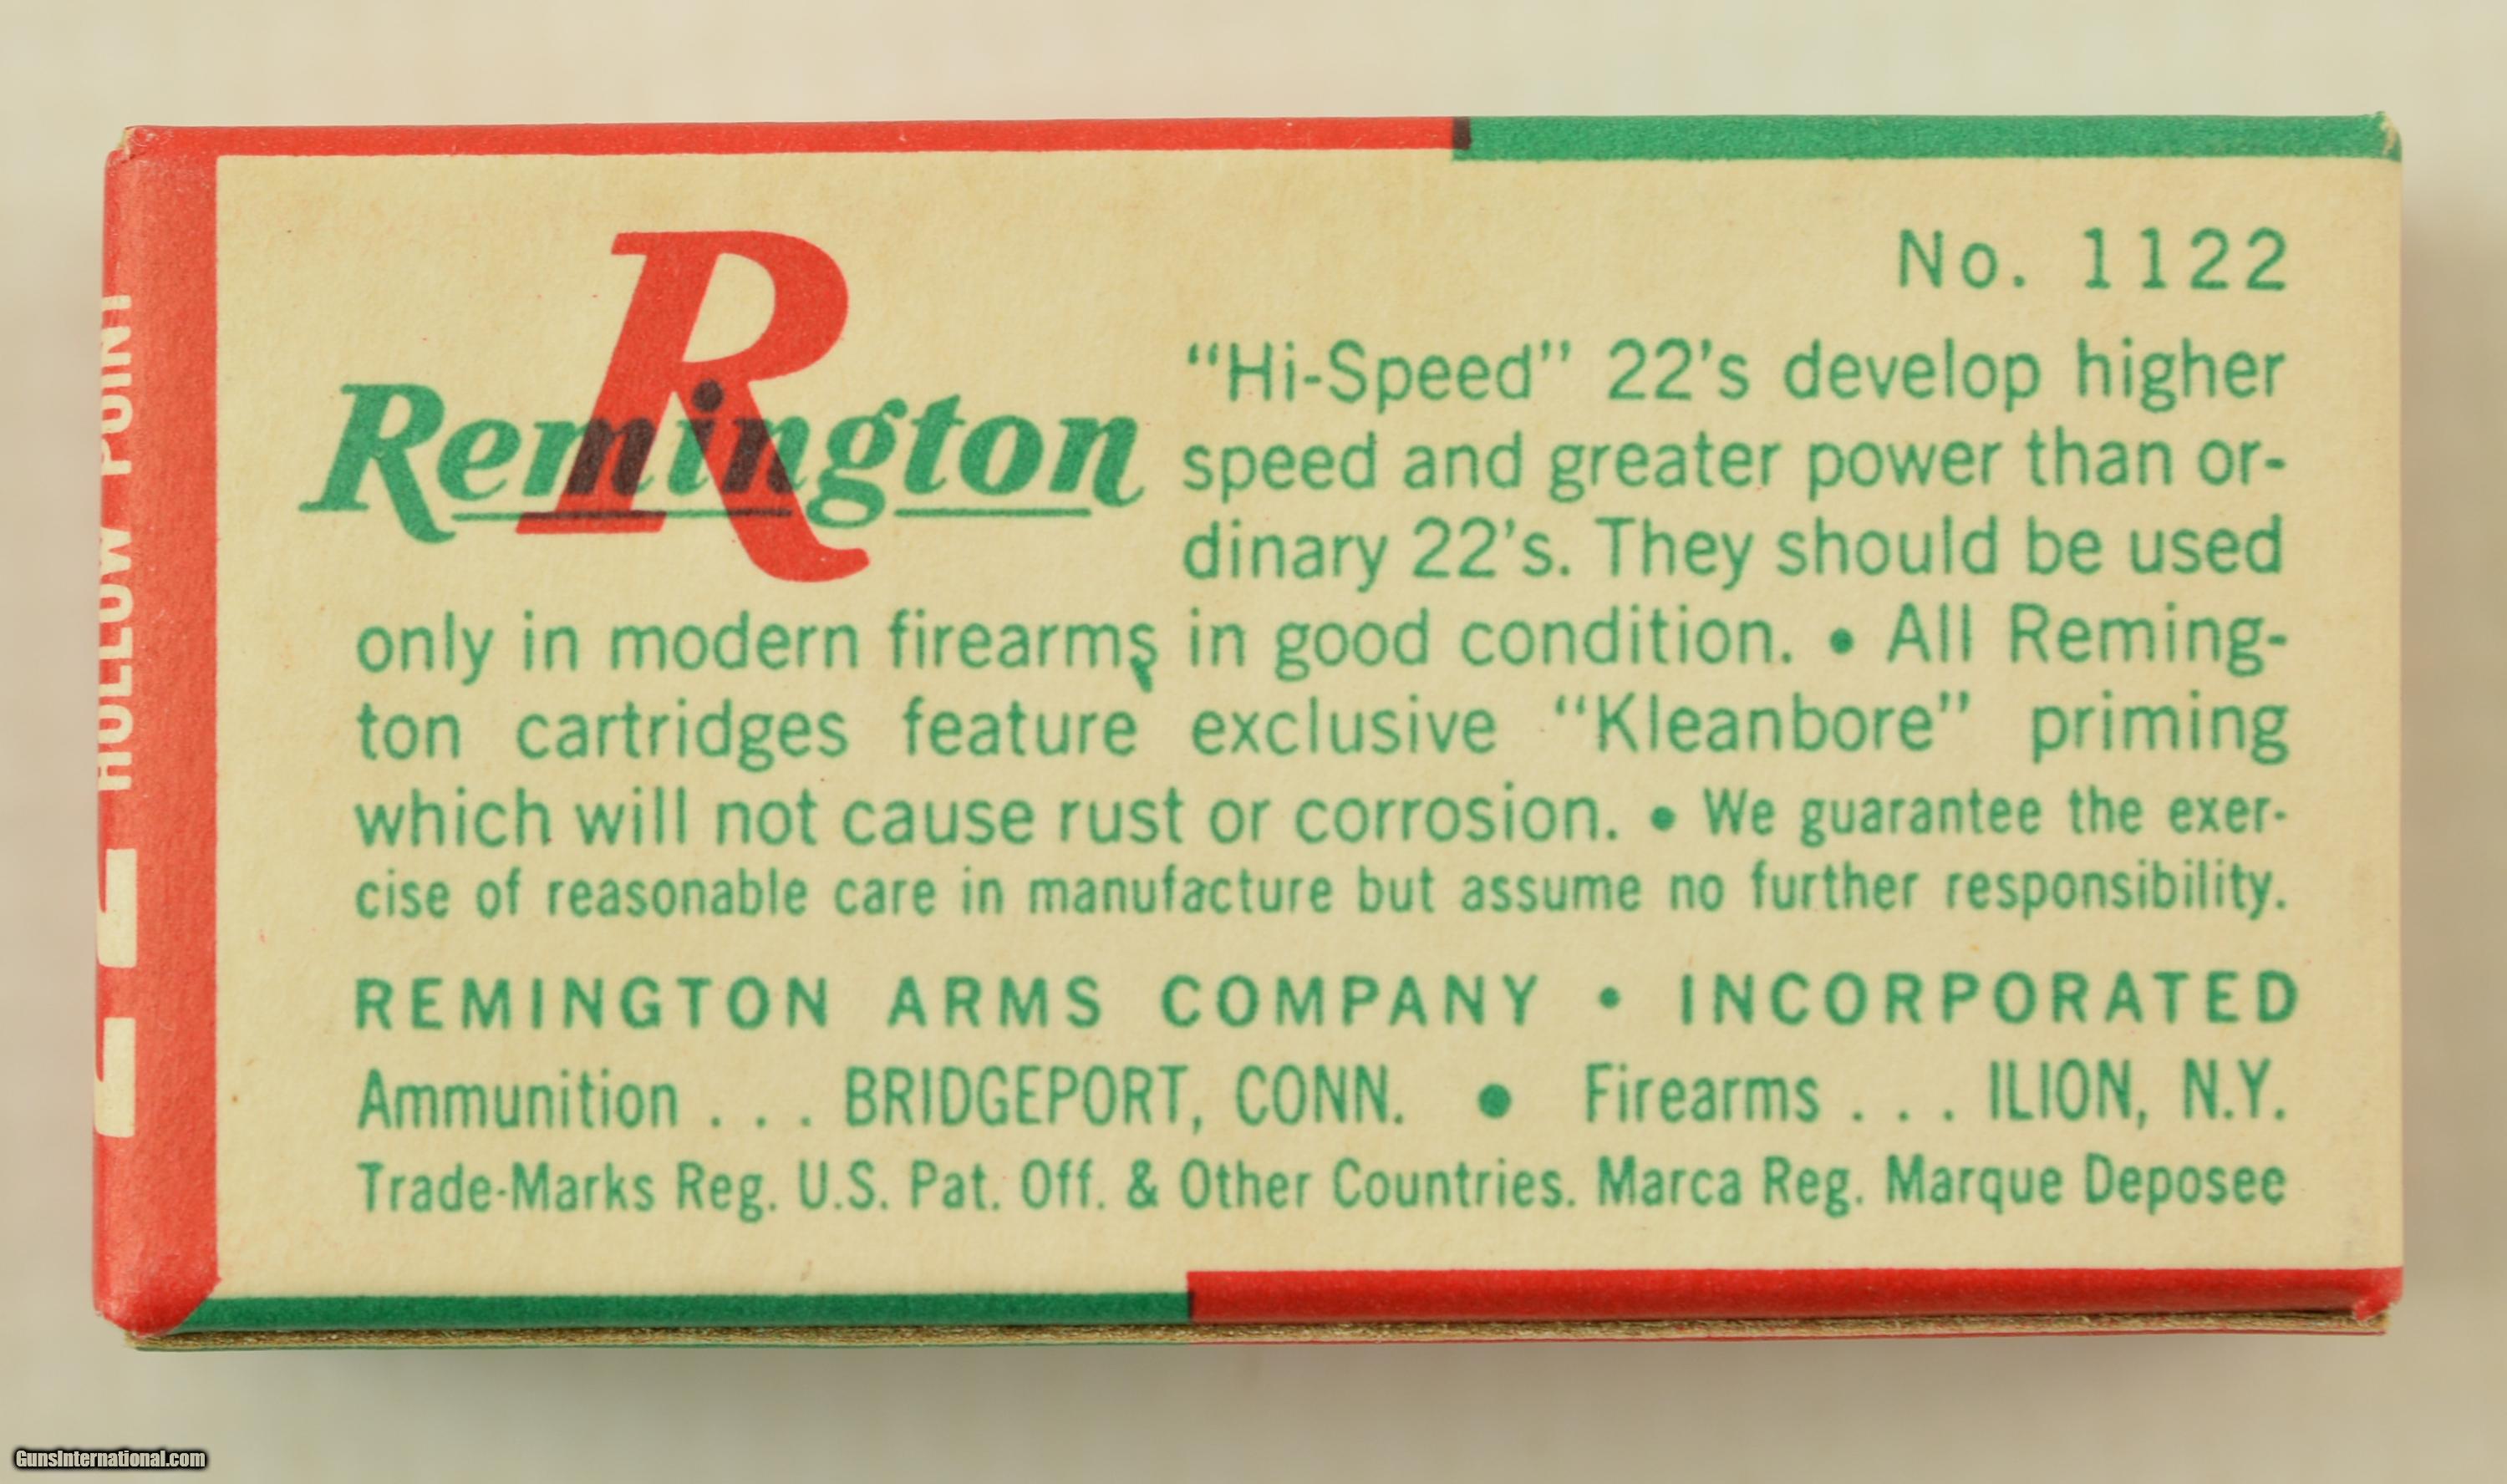 No. 1122
R
Remington
"Hi-Speed" 22's develop higher
speed and greater power than or-
dinary 22's. They should be used
only in modern firearms in good condition. • All Reming-
ton cartridges feature exclusive "Kleanbore" priming
which will not cause rust or corrosion. • We guarantee the exer-
cise of reasonable care in manufacture but assume no further responsibility.
REMINGTON ARMS COMPANY • INCORPORATED
Ammunition . . . BRIDGEPORT, CONN. • Firearms . . . ILION, N.Y.
Trade-Marks Reg. U.S. Pat. Off. & Other Countries. Marca Reg. Marque Deposee
HOLLOW POINT
GunsInternational.com